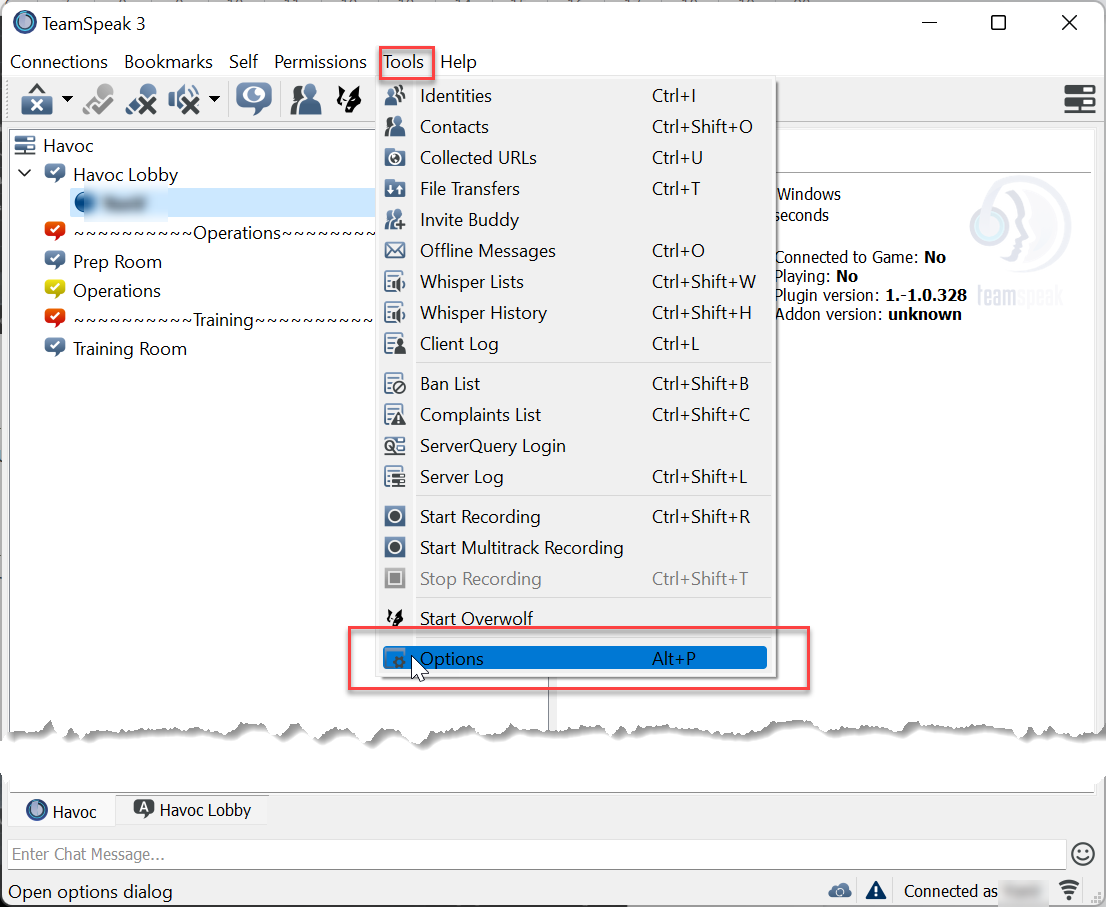 TeamSpeak 3
Connections Bookmarks Self Permissions Tools Help
Havoc
Havoc Lobby
~~~~~~~~~~Operations~~~~~~~~
Prep Room
Operations
~~~~~~~~~~Training~~~~~~~~~~
Training Room
Identities Ctrl+I
Contacts Ctrl+Shift+O
Collected URLs Ctrl+U
File Transfers Ctrl+T
Invite Buddy
Offline Messages Ctrl+O
Whisper Lists Ctrl+Shift+W
Whisper History Ctrl+Shift+H
Client Log Ctrl+L
Ban List Ctrl+Shift+B
Complaints List Ctrl+Shift+C
ServerQuery Login
Server Log Ctrl+Shift+L
Start Recording Ctrl+Shift+R
Start Multitrack Recording
Stop Recording Ctrl+Shift+T
Start Overwolf
Options Alt+P
Windows
seconds
Connected to Game: No
Playing: No
Plugin version: 1.-1.0.328
Addon version: unknown
teamspeak
Havoc
A Havoc Lobby
Enter Chat Message...
Open options dialog
Connected as